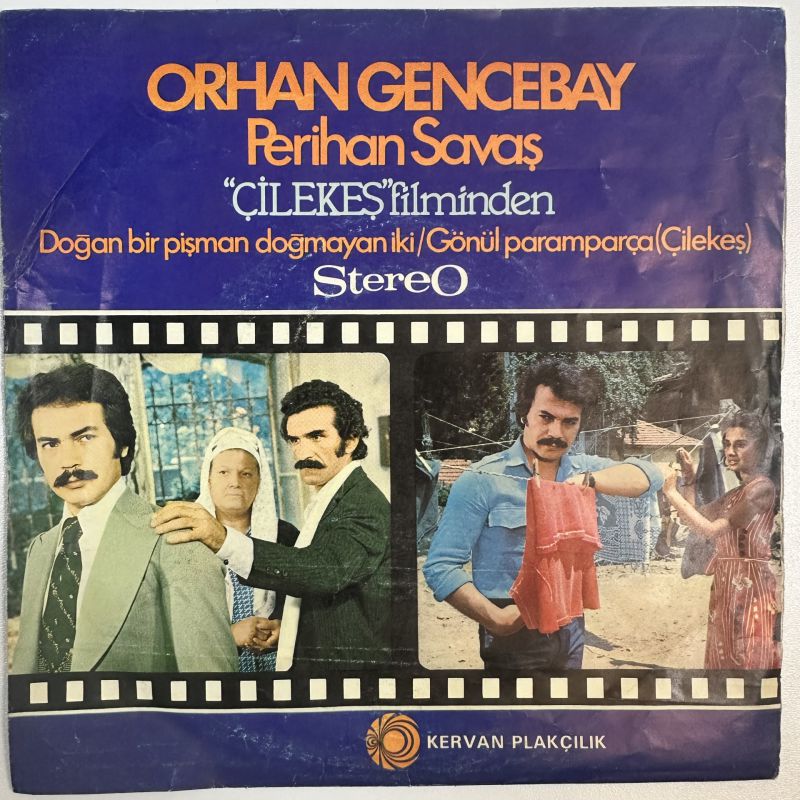 ORHAN GENCEBAY
Perihan Savaş
“ÇİLEKEŞ”filminden
Doğan bir pişman doğmayan iki/Gönül paramparça(Çilekeş)
StereO
KERVAN PLAKÇILIK